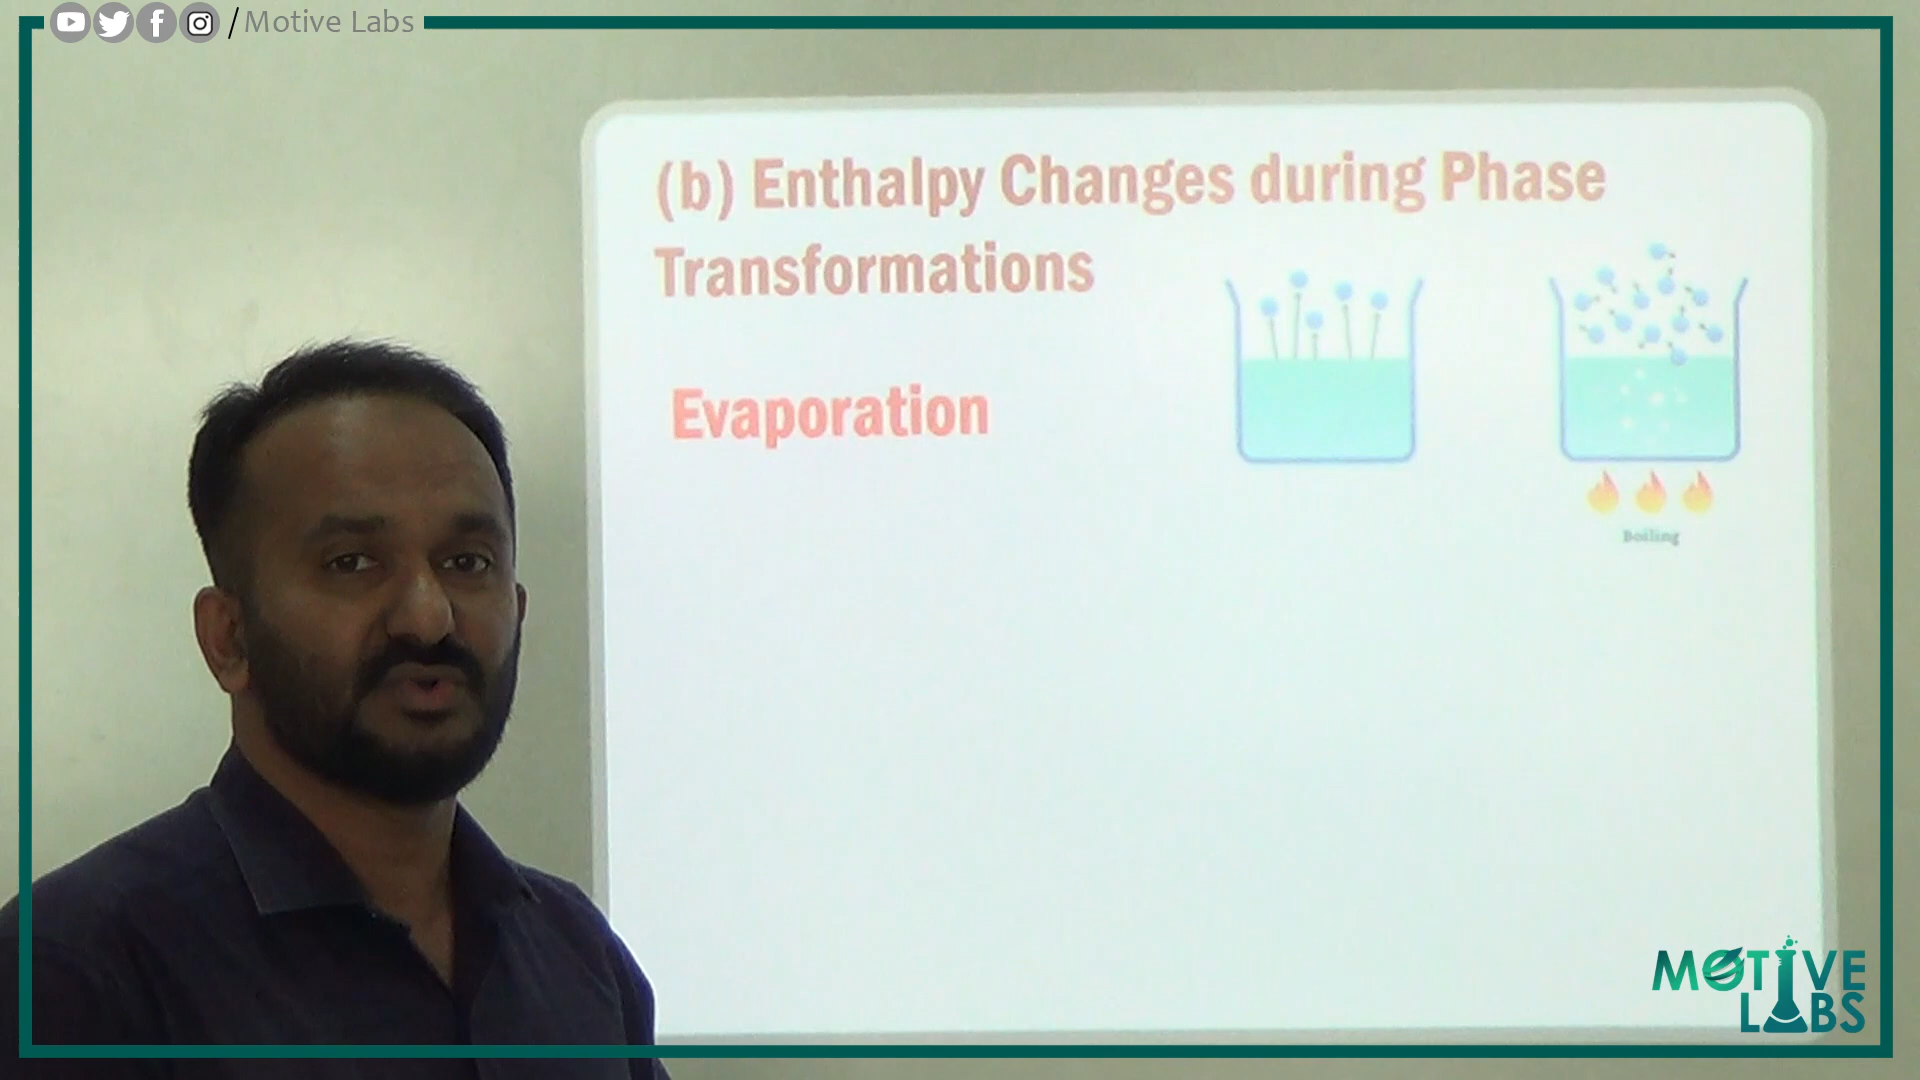 /Motive Labs
(b) Enthalpy Changes during Phase
Transformations
Evaporation
Boiling
MOTIVE
LABS